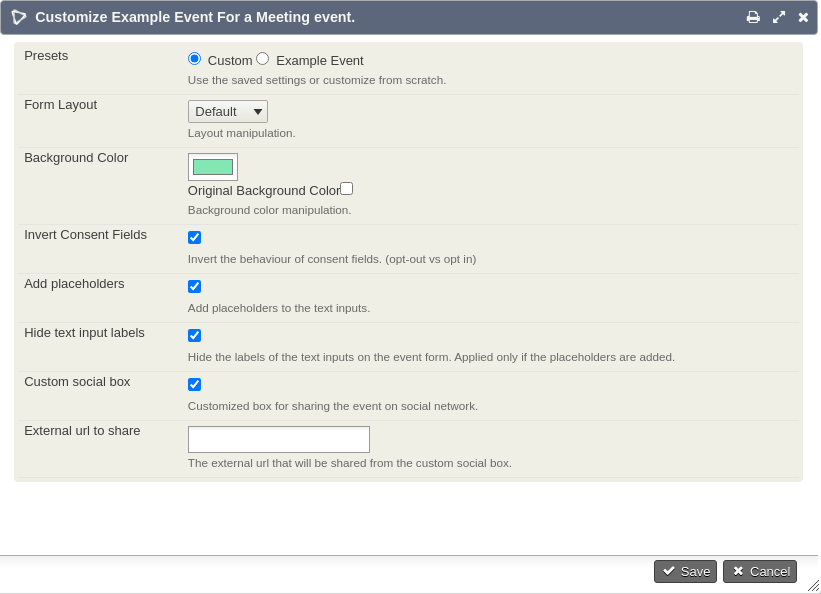 Customize Example Event For a Meeting event.
Presets
Custom Example Event
Use the saved settings or customize from scratch.
Form Layout
Default
Layout manipulation.
Background Color
Original Background Color
Background color manipulation.
Invert Consent Fields
Invert the behaviour of consent fields. (opt-out vs opt in)
Add placeholders
Add placeholders to the text inputs.
Hide text input labels
Hide the labels of the text inputs on the event form. Applied only if the placeholders are added.
Custom social box
Customized box for sharing the event on social network.
External url to share
The external url that will be shared from the custom social box.
Save Cancel